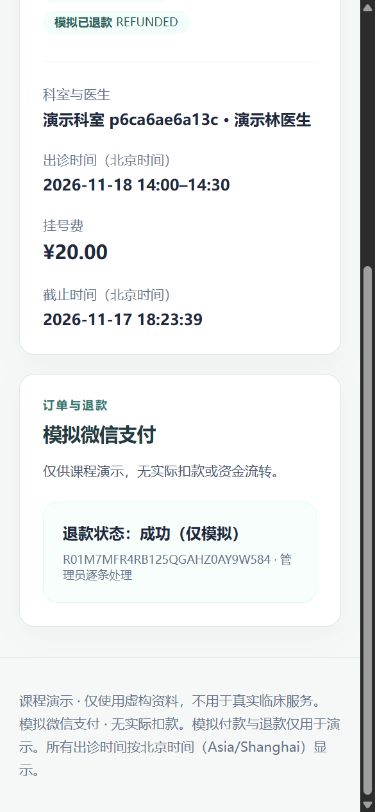 模拟已退款 REFUNDED
科室与医生
演示科室 p6ca6ae6a13c · 演示林医生
出诊时间（北京时间）
2026-11-18 14:00–14:30
挂号费
¥20.00
截止时间（北京时间）
2026-11-17 18:23:39
订单与退款
模拟微信支付
仅供课程演示，无实际扣款或资金流转。
退款状态：成功（仅模拟）
R01M7MFR4RB125QGAHZ0AY9W584 · 管
理员逐条处理
课程演示 · 仅使用虚构资料，不用于真实临床服务。
模拟微信支付 · 无实际扣款。模拟付款与退款仅用于演
示。所有出诊时间按北京时间（Asia/Shanghai）显
示。